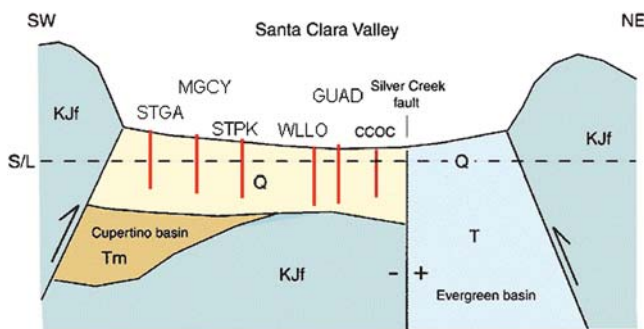 SW
NE
Santa Clara Valley
MGCY
GUAD
Silver Creek
fault
KJf
STGA
STPK
WLLO
ccoc
KJf
S/L
Q
Q
Cupertino basin
Tm
T
KJf
- +
Evergreen basin